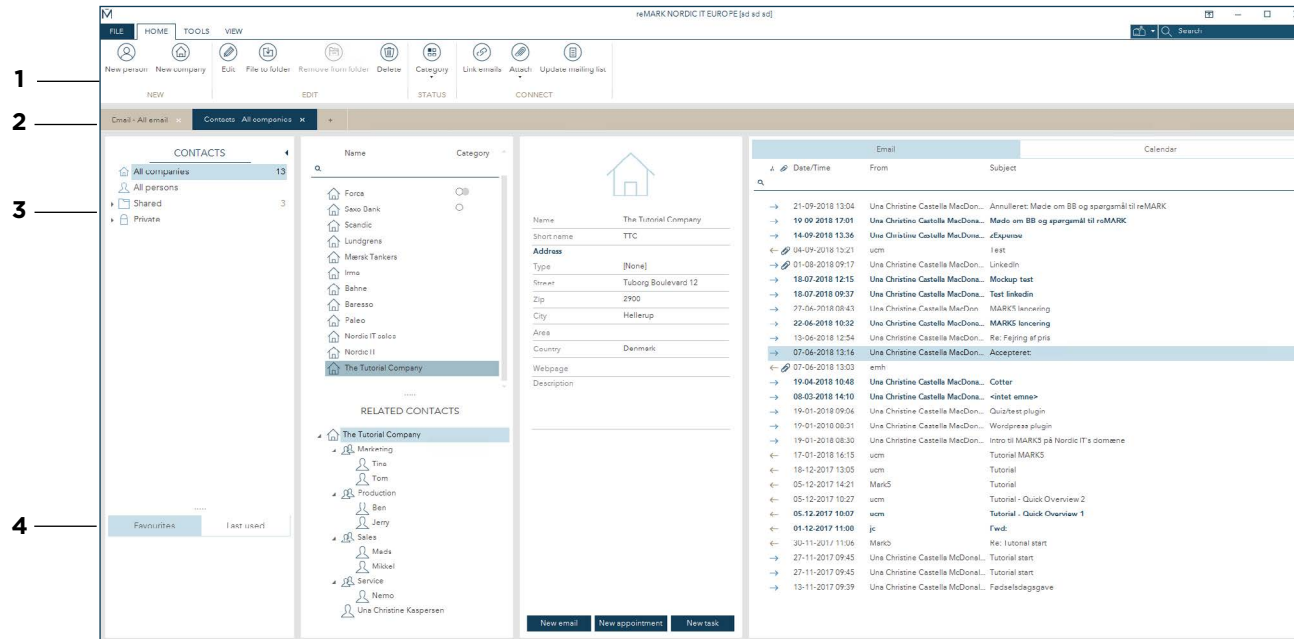 reMARK NORDIC IT EUROPE [ad ad ad]
FILE HOME TOOLS VIEW
Search
New person New company Edit File to folder Remove from folder Delete Category Link emails Attach Update mailing list
NEW EDIT STATUS CONNECT
1
2
3
4
Email - All email × Contacts All companies × +
CONTACTS
All companies 13
All persons
Shared 3
Private
Favourites Last used
Name Category
Force
Saxo Bank
Scandic
Lundgrens
Mærsk Tankers
Irma
Bahne
Baresso
Paleo
Nordic IT sales
Nordic IT
The Tutorial Company
RELATED CONTACTS
The Tutorial Company
Marketing
Tina
Tom
Production
Ben
Jerry
Sales
Mads
Mikkel
Service
Nemo
Una Christine Kaspersen
Name The Tutorial Company
Short name TTC
Address
Type [None]
Street Tuborg Boulevard 12
Zip 2900
City Hellerup
Area
Country Denmark
Webpage
Description
New email New appointment New task
Email Calendar
Date/Time From Subject
21-09-2018 13:04 Una Christine Castella MacDon... Annulleret: Møde om BB og spørgsmål til reMARK
19-09-2018 17:01 Una Christine Castella MacDona... Møde om BB og spørgsmål til reMARK
14-09-2018 13:36 Una Christine Castella MacDona... zExpense
04-09-2018 15:21 ucm Test
01-08-2018 09:17 Una Christine Castella MacDon... LinkedIn
18-07-2018 12:15 Una Christine Castella MacDona... Mockup test
18-07-2018 09:37 Una Christine Castella MacDona... Test linkedin
27-06-2018 08:43 Una Christine Castella MacDon... MARK5 lancering
22-06-2018 10:32 Una Christine Castella MacDona... MARK5 lancering
13-06-2018 12:54 Una Christine Castella MacDon... Re: Fejring af pris
07-06-2018 13:16 Una Christine Castella MacDon... Accepteret:
07-06-2018 13:03 emh
19-04-2018 10:48 Una Christine Castella MacDona... Cotter
08-03-2018 14:10 Una Christine Castella MacDona... <intet emne>
19-01-2018 09:06 Una Christine Castella MacDon... Quiz/test plugin
19-01-2018 08:31 Una Christine Castella MacDon... Wordpress plugin
19-01-2018 08:30 Una Christine Castella MacDon... Intro til MARK5 på Nordic IT's domæne
17-01-2018 16:15 ucm Tutorial MARK5
18-12-2017 13:05 ucm Tutorial
05-12-2017 14:21 Mark5 Tutorial
05-12-2017 10:27 ucm Tutorial - Quick Overview 2
05-12-2017 10:07 ucm Tutorial - Quick Overview 1
01-12-2017 11:00 jc Fwd:
30-11-2017 11:06 Mark5 Re: Tutorial start
27-11-2017 09:45 Una Christine Castella McDonal... Tutorial start
27-11-2017 09:45 Una Christine Castella McDonal... Tutorial start
13-11-2017 09:39 Una Christine Castella McDonal... Fødselsdagsgave